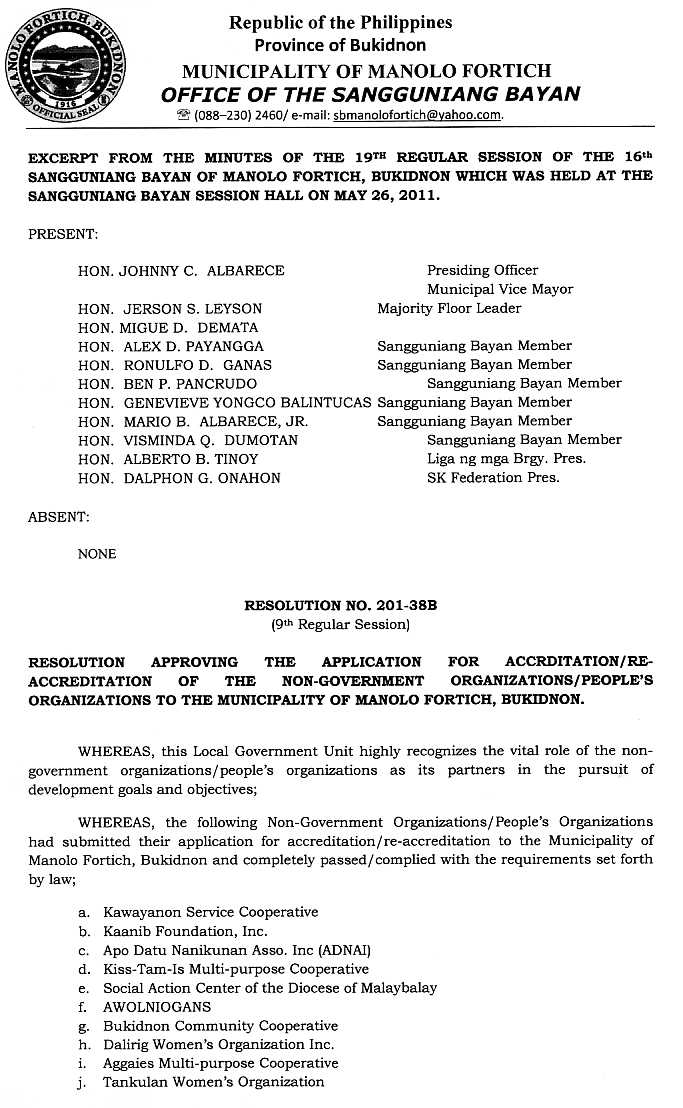 MANOLO FORTICH, BUKIDNON
1916
OFFICIAL SEAL
Republic of the Philippines
Province of Bukidnon
MUNICIPALITY OF MANOLO FORTICH
OFFICE OF THE SANGGUNIANG BAYAN
☏ (088–230) 2460/ e-mail: sbmanolofortich@yahoo.com.
EXCERPT FROM THE MINUTES OF THE 19TH REGULAR SESSION OF THE 16th
SANGGUNIANG BAYAN OF MANOLO FORTICH, BUKIDNON WHICH WAS HELD AT THE
SANGGUNIANG BAYAN SESSION HALL ON MAY 26, 2011.
PRESENT:
HON. JOHNNY C. ALBARECE Presiding Officer
Municipal Vice Mayor
HON. JERSON S. LEYSON Majority Floor Leader
HON. MIGUE D. DEMATA
HON. ALEX D. PAYANGGA Sangguniang Bayan Member
HON. RONULFO D. GANAS Sangguniang Bayan Member
HON. BEN P. PANCRUDO Sangguniang Bayan Member
HON. GENEVIEVE YONGCO BALINTUCAS Sangguniang Bayan Member
HON. MARIO B. ALBARECE, JR. Sangguniang Bayan Member
HON. VISMINDA Q. DUMOTAN Sangguniang Bayan Member
HON. ALBERTO B. TINOY Liga ng mga Brgy. Pres.
HON. DALPHON G. ONAHON SK Federation Pres.
ABSENT:
NONE
RESOLUTION NO. 201-38B
(9th Regular Session)
RESOLUTION APPROVING THE APPLICATION FOR ACCRDITATION/RE-
ACCREDITATION OF THE NON-GOVERNMENT ORGANIZATIONS/PEOPLE'S
ORGANIZATIONS TO THE MUNICIPALITY OF MANOLO FORTICH, BUKIDNON.
WHEREAS, this Local Government Unit highly recognizes the vital role of the non-
government organizations/people's organizations as its partners in the pursuit of
development goals and objectives;
WHEREAS, the following Non-Government Organizations/People's Organizations
had submitted their application for accreditation/re-accreditation to the Municipality of
Manolo Fortich, Bukidnon and completely passed/complied with the requirements set forth
by law;
a. Kawayanon Service Cooperative
b. Kaanib Foundation, Inc.
c. Apo Datu Nanikunan Asso. Inc (ADNAI)
d. Kiss-Tam-Is Multi-purpose Cooperative
e. Social Action Center of the Diocese of Malaybalay
f. AWOLNIOGANS
g. Bukidnon Community Cooperative
h. Dalirig Women's Organization Inc.
i. Aggaies Multi-purpose Cooperative
j. Tankulan Women's Organization